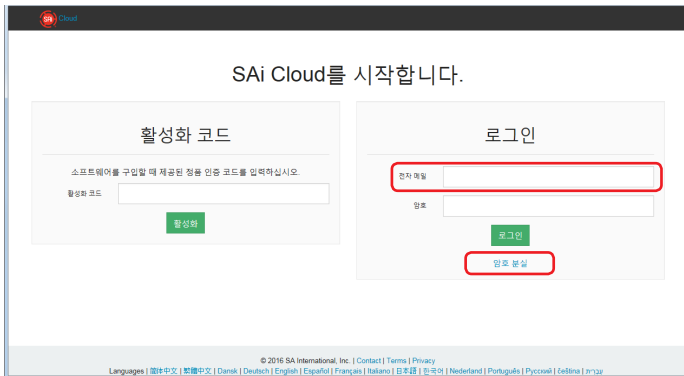 SAi Cloud
SAi Cloud를 시작합니다.
활성화 코드
소프트웨어를 구입할 때 제공된 정품 인증 코드를 입력하십시오.
활성화 코드
활성화
로그인
전자 메일
암호
로그인
암호 분실
© 2016 SA International, Inc. | Contact | Terms | Privacy
Languages | 简体中文 | 繁體中文 | Dansk | Deutsch | English | Español | Français | Italiano | 日本語 | 한국어 | Nederland | Português | Русский | čeština | עברית